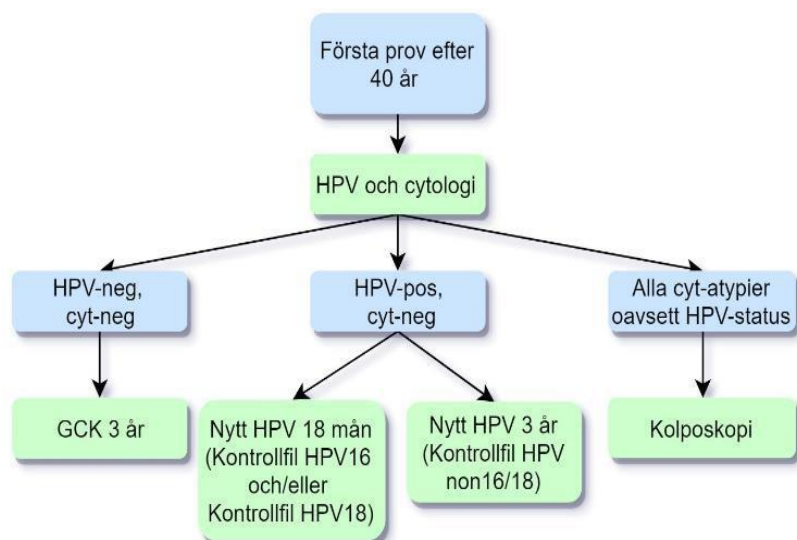 Första prov efter
40 år
HPV och cytologi
HPV-neg,
cyt-neg
HPV-pos,
cyt-neg
Alla cyt-atypier
oavsett HPV-status
GCK 3 år
Nytt HPV 18 mån
(Kontrollfil HPV16
och/eller
Kontrollfil HPV18)
Nytt HPV 3 år
(Kontrollfil HPV
non16/18)
Kolposkopi